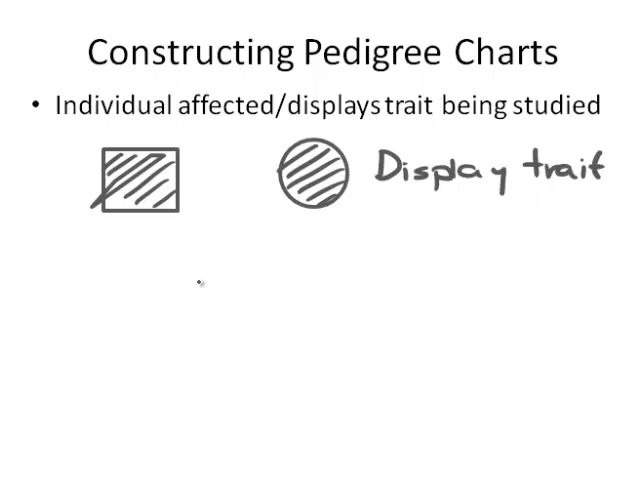 Constructing Pedigree Charts
• Individual affected/displays trait being studied
Display trait